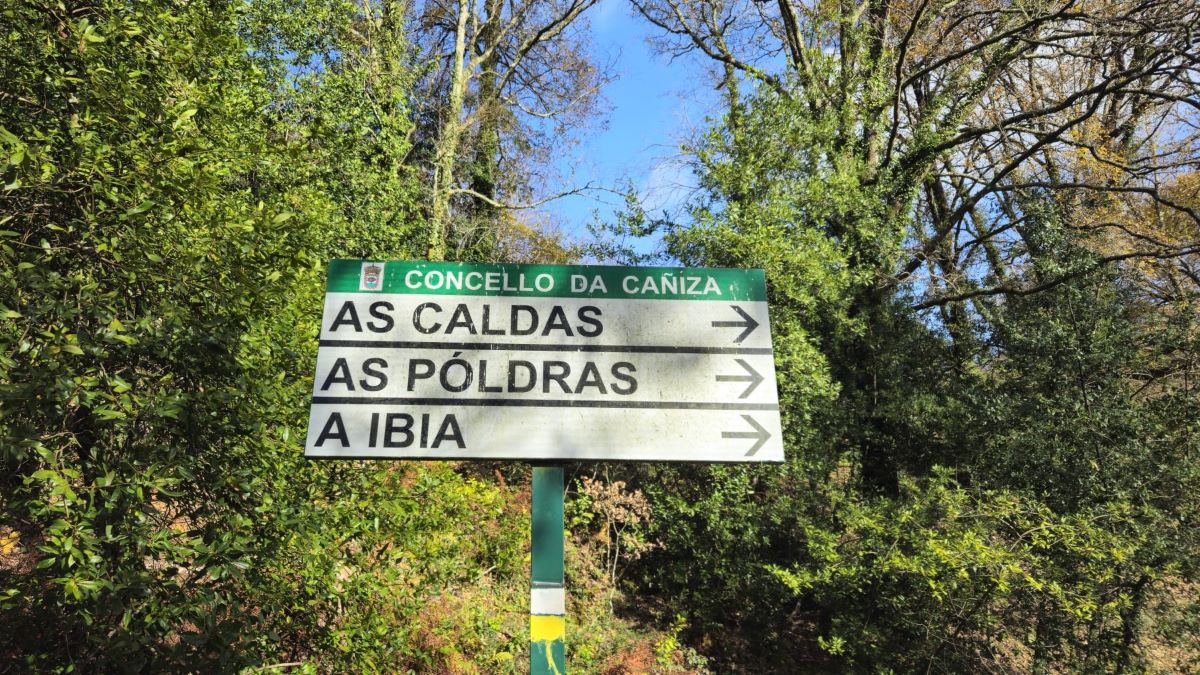 CONCELLO DA CAÑIZA
AS CALDAS
AS PÓLDRAS
A IBIA